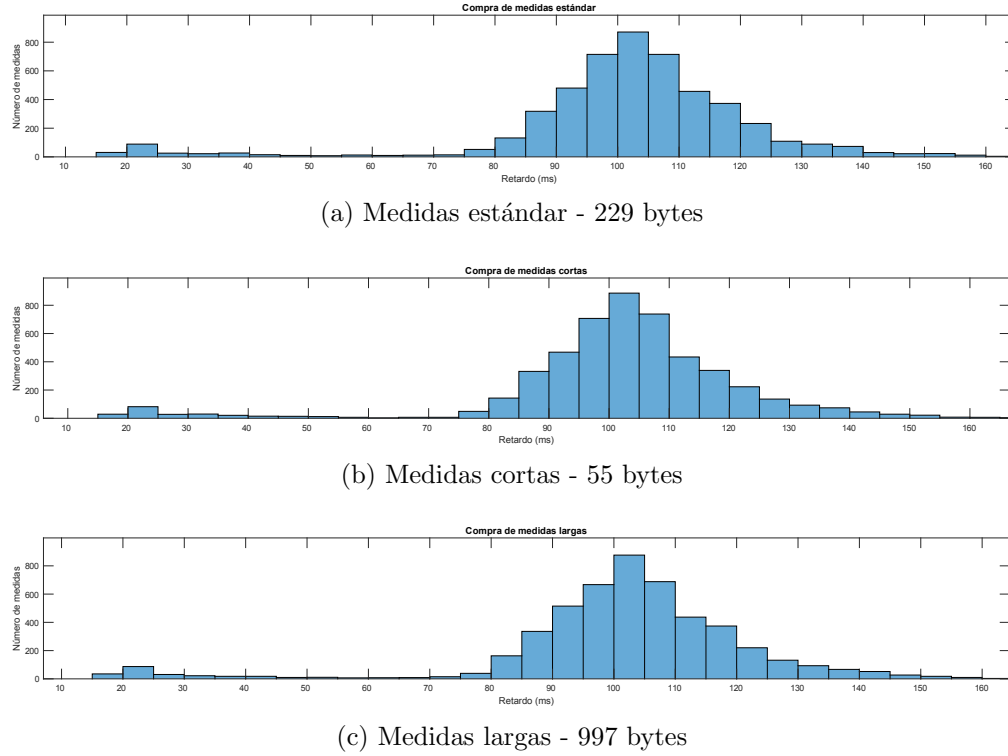 Compra de medidas estándar
Número de medidas
800
600
400
200
0
10 20 30 40 50 60 70 80 90 100 110 120 130 140 150 160
Retardo (ms)
(a) Medidas estándar - 229 bytes
Compra de medidas cortas
Número de medidas
800
600
400
200
0
10 20 30 40 50 60 70 80 90 100 110 120 130 140 150 160
Retardo (ms)
(b) Medidas cortas - 55 bytes
Compra de medidas largas
Número de medidas
800
600
400
200
0
10 20 30 40 50 60 70 80 90 100 110 120 130 140 150 160
Retardo (ms)
(c) Medidas largas - 997 bytes